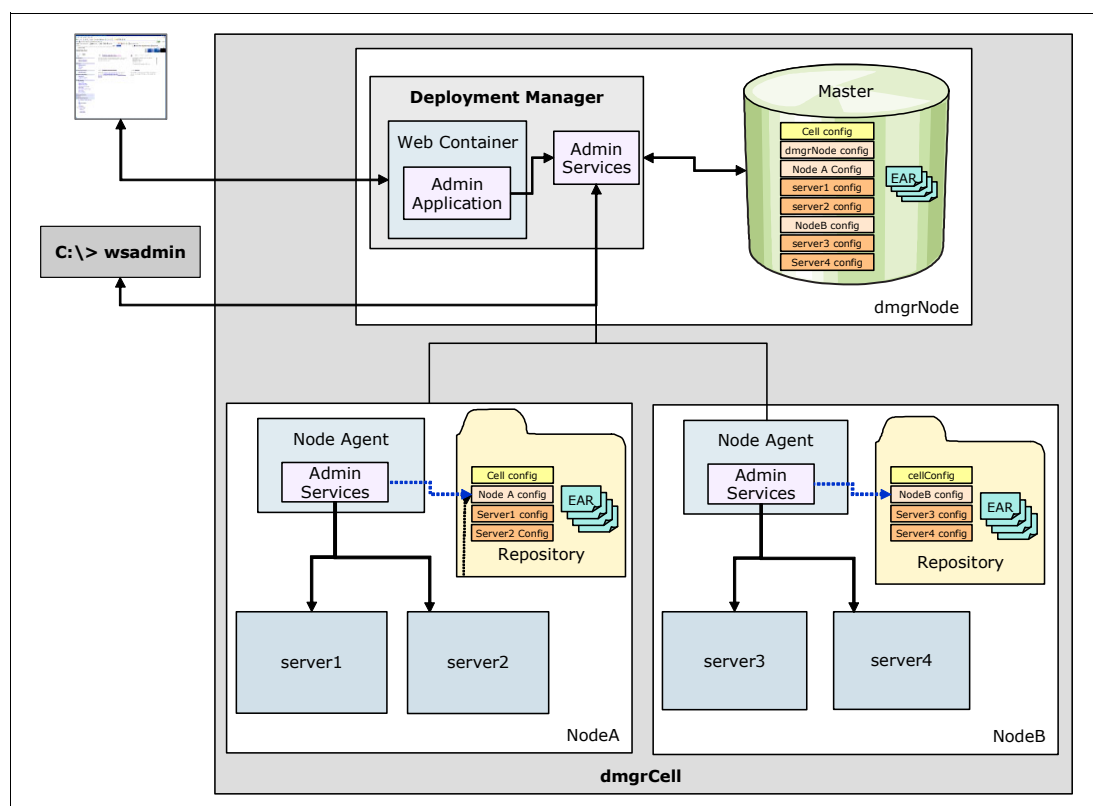 Deployment Manager
Web Container
Admin
Application
Admin
Services
Master
Cell config
dmgrNode config
Node A Config
server1 config
server2 config
NodeB config
server3 config
Server4 config
EAR
dmgrNode
C:\> wsadmin
Node Agent
Admin
Services
Cell config
Node A config
Server1 config
Server2 Config
EAR
Repository
server1
server2
NodeA
Node Agent
Admin
Services
cellConfig
NodeB config
Server3 config
Server4 config
EAR
Repository
server3
server4
NodeB
dmgrCell